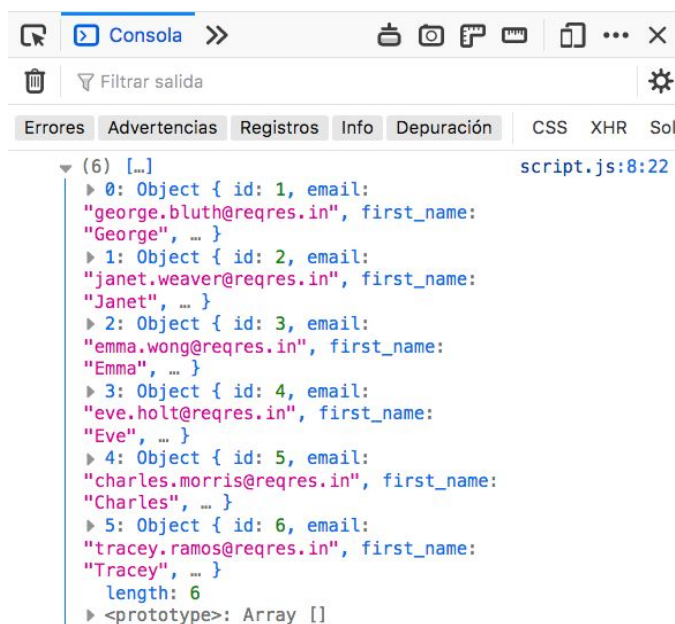 Consola
Filtrar salida
Errores Advertencias Registros Info Depuración CSS XHR Sol
(6) […] script.js:8:22
0: Object { id: 1, email:
"george.bluth@reqres.in", first_name:
"George", … }
1: Object { id: 2, email:
"janet.weaver@reqres.in", first_name:
"Janet", … }
2: Object { id: 3, email:
"emma.wong@reqres.in", first_name:
"Emma", … }
3: Object { id: 4, email:
"eve.holt@reqres.in", first_name:
"Eve", … }
4: Object { id: 5, email:
"charles.morris@reqres.in", first_name:
"Charles", … }
5: Object { id: 6, email:
"tracey.ramos@reqres.in", first_name:
"Tracey", … }
length: 6
<prototype>: Array []